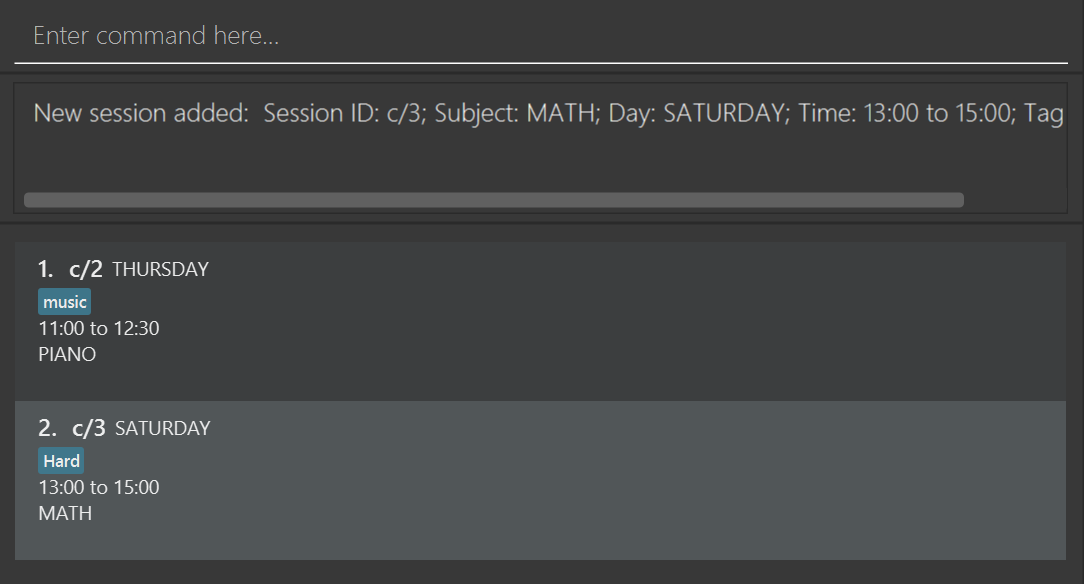 Enter command here...
New session added:  Session ID: c/3; Subject: MATH; Day: SATURDAY; Time: 13:00 to 15:00; Tag
1.  c/2 THURSDAY
music
11:00 to 12:30
PIANO
2.  c/3 SATURDAY
Hard
13:00 to 15:00
MATH